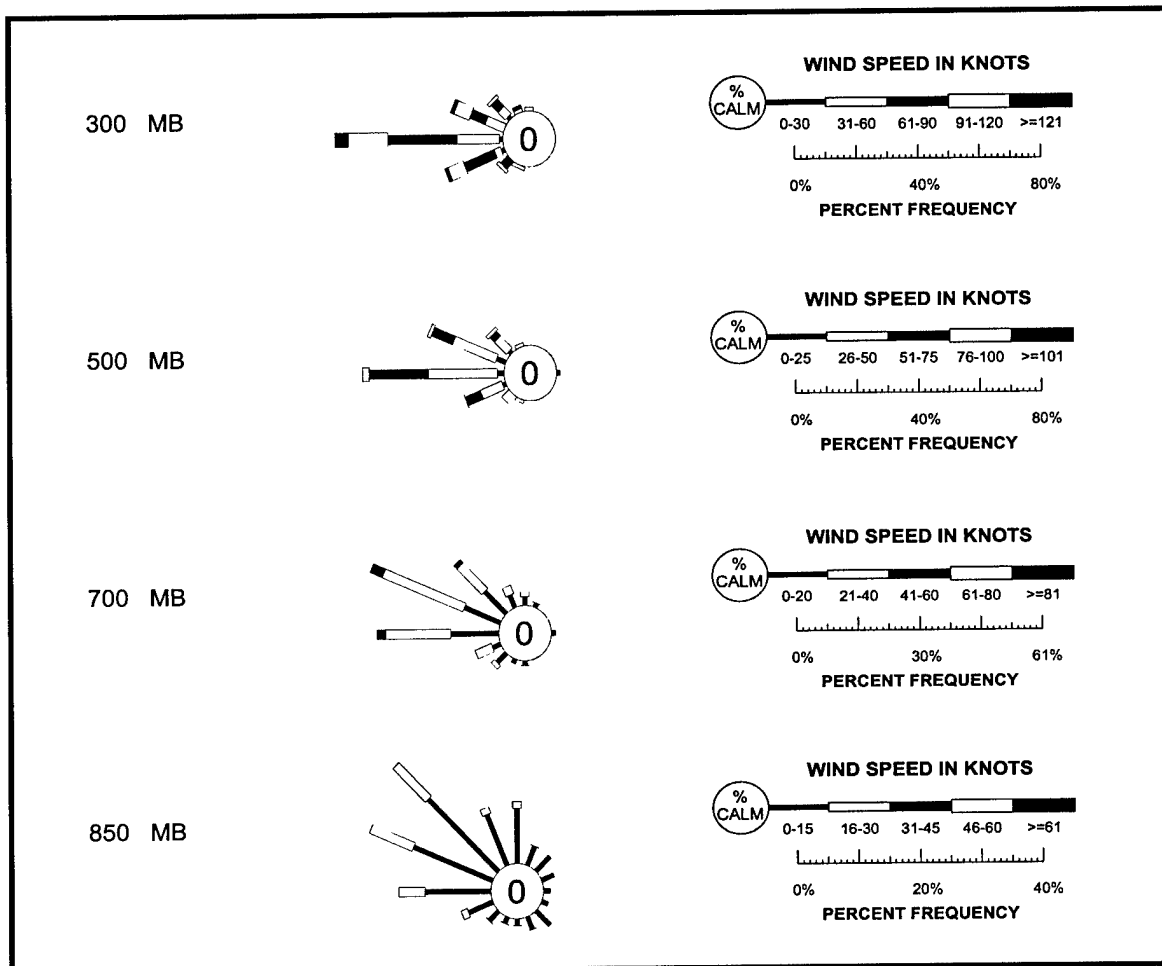 WIND SPEED IN KNOTS
300 MB
0
% CALM
0-30 31-60 61-90 91-120 >=121
0% 40% 80%
PERCENT FREQUENCY
WIND SPEED IN KNOTS
500 MB
0
% CALM
0-25 26-50 51-75 76-100 >=101
0% 40% 80%
PERCENT FREQUENCY
WIND SPEED IN KNOTS
700 MB
0
% CALM
0-20 21-40 41-60 61-80 >=81
0% 30% 61%
PERCENT FREQUENCY
WIND SPEED IN KNOTS
850 MB
0
% CALM
0-15 16-30 31-45 46-60 >=61
0% 20% 40%
PERCENT FREQUENCY